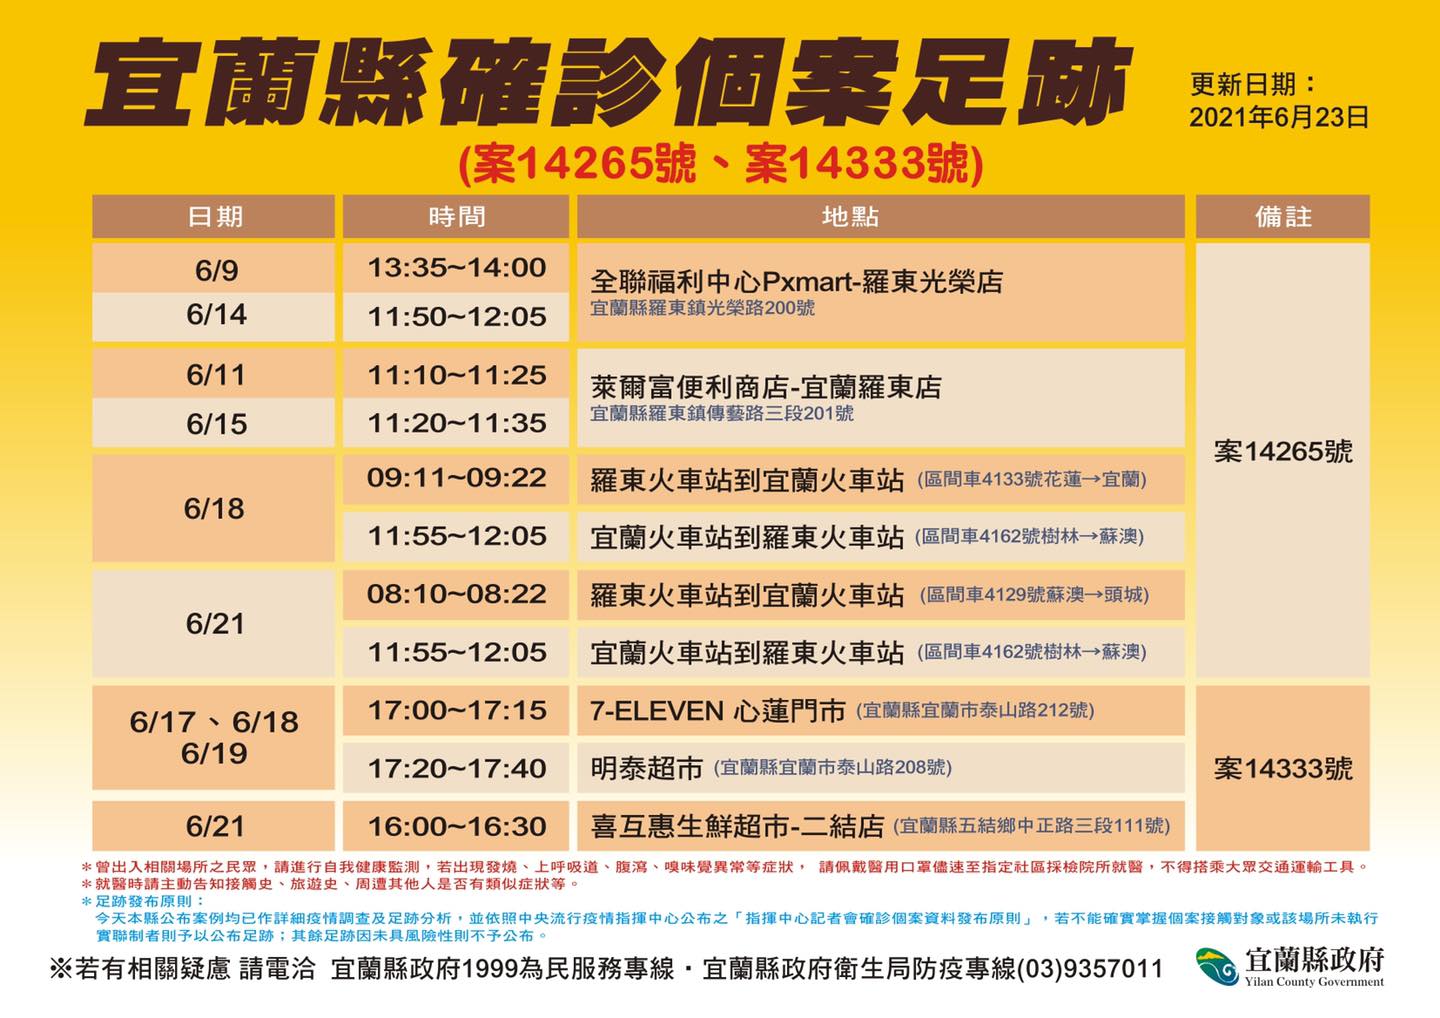 宜蘭縣確診個案足跡
更新日期：
2021年6月23日
(案14265號、案14333號)
日期 時間 地點 備註
6/9 13:35~14:00 全聯福利中心Pxmart-羅東光榮店
宜蘭縣羅東鎮光榮路200號
6/14 11:50~12:05
6/11 11:10~11:25 萊爾富便利商店-宜蘭羅東店
宜蘭縣羅東鎮傳藝路三段201號
6/15 11:20~11:35
案14265號
6/18 09:11~09:22 羅東火車站到宜蘭火車站 (區間車4133號花蓮→宜蘭)
11:55~12:05 宜蘭火車站到羅東火車站 (區間車4162號樹林→蘇澳)
6/21 08:10~08:22 羅東火車站到宜蘭火車站 (區間車4129號蘇澳→頭城)
11:55~12:05 宜蘭火車站到羅東火車站 (區間車4162號樹林→蘇澳)
6/17、6/18
6/19
17:00~17:15 7-ELEVEN 心蓮門市 (宜蘭縣宜蘭市泰山路212號)
17:20~17:40 明泰超市 (宜蘭縣宜蘭市泰山路208號)
案14333號
6/21 16:00~16:30 喜互惠生鮮超市-二結店 (宜蘭縣五結鄉中正路三段111號)
＊曾出入相關場所之民眾，請進行自我健康監測，若出現發燒、上呼吸道、腹瀉、嗅味覺異常等症狀， 請佩戴醫用口罩儘速至指定社區採檢院所就醫，不得搭乘大眾交通運輸工具。
＊就醫時請主動告知接觸史、旅遊史、周遭其他人是否有類似症狀等。
＊足跡發布原則：
今天本縣公布案例均已作詳細疫情調查及足跡分析，並依照中央流行疫情指揮中心公布之「指揮中心記者會確診個案資料發布原則」，若不能確實掌握個案接觸對象或該場所未執行
實聯制者則予以公布足跡；其餘足跡因未具風險性則不予公布。
※若有相關疑慮 請電洽 宜蘭縣政府1999為民服務專線・宜蘭縣政府衛生局防疫專線(03)9357011
宜蘭縣政府
Yilan County Government